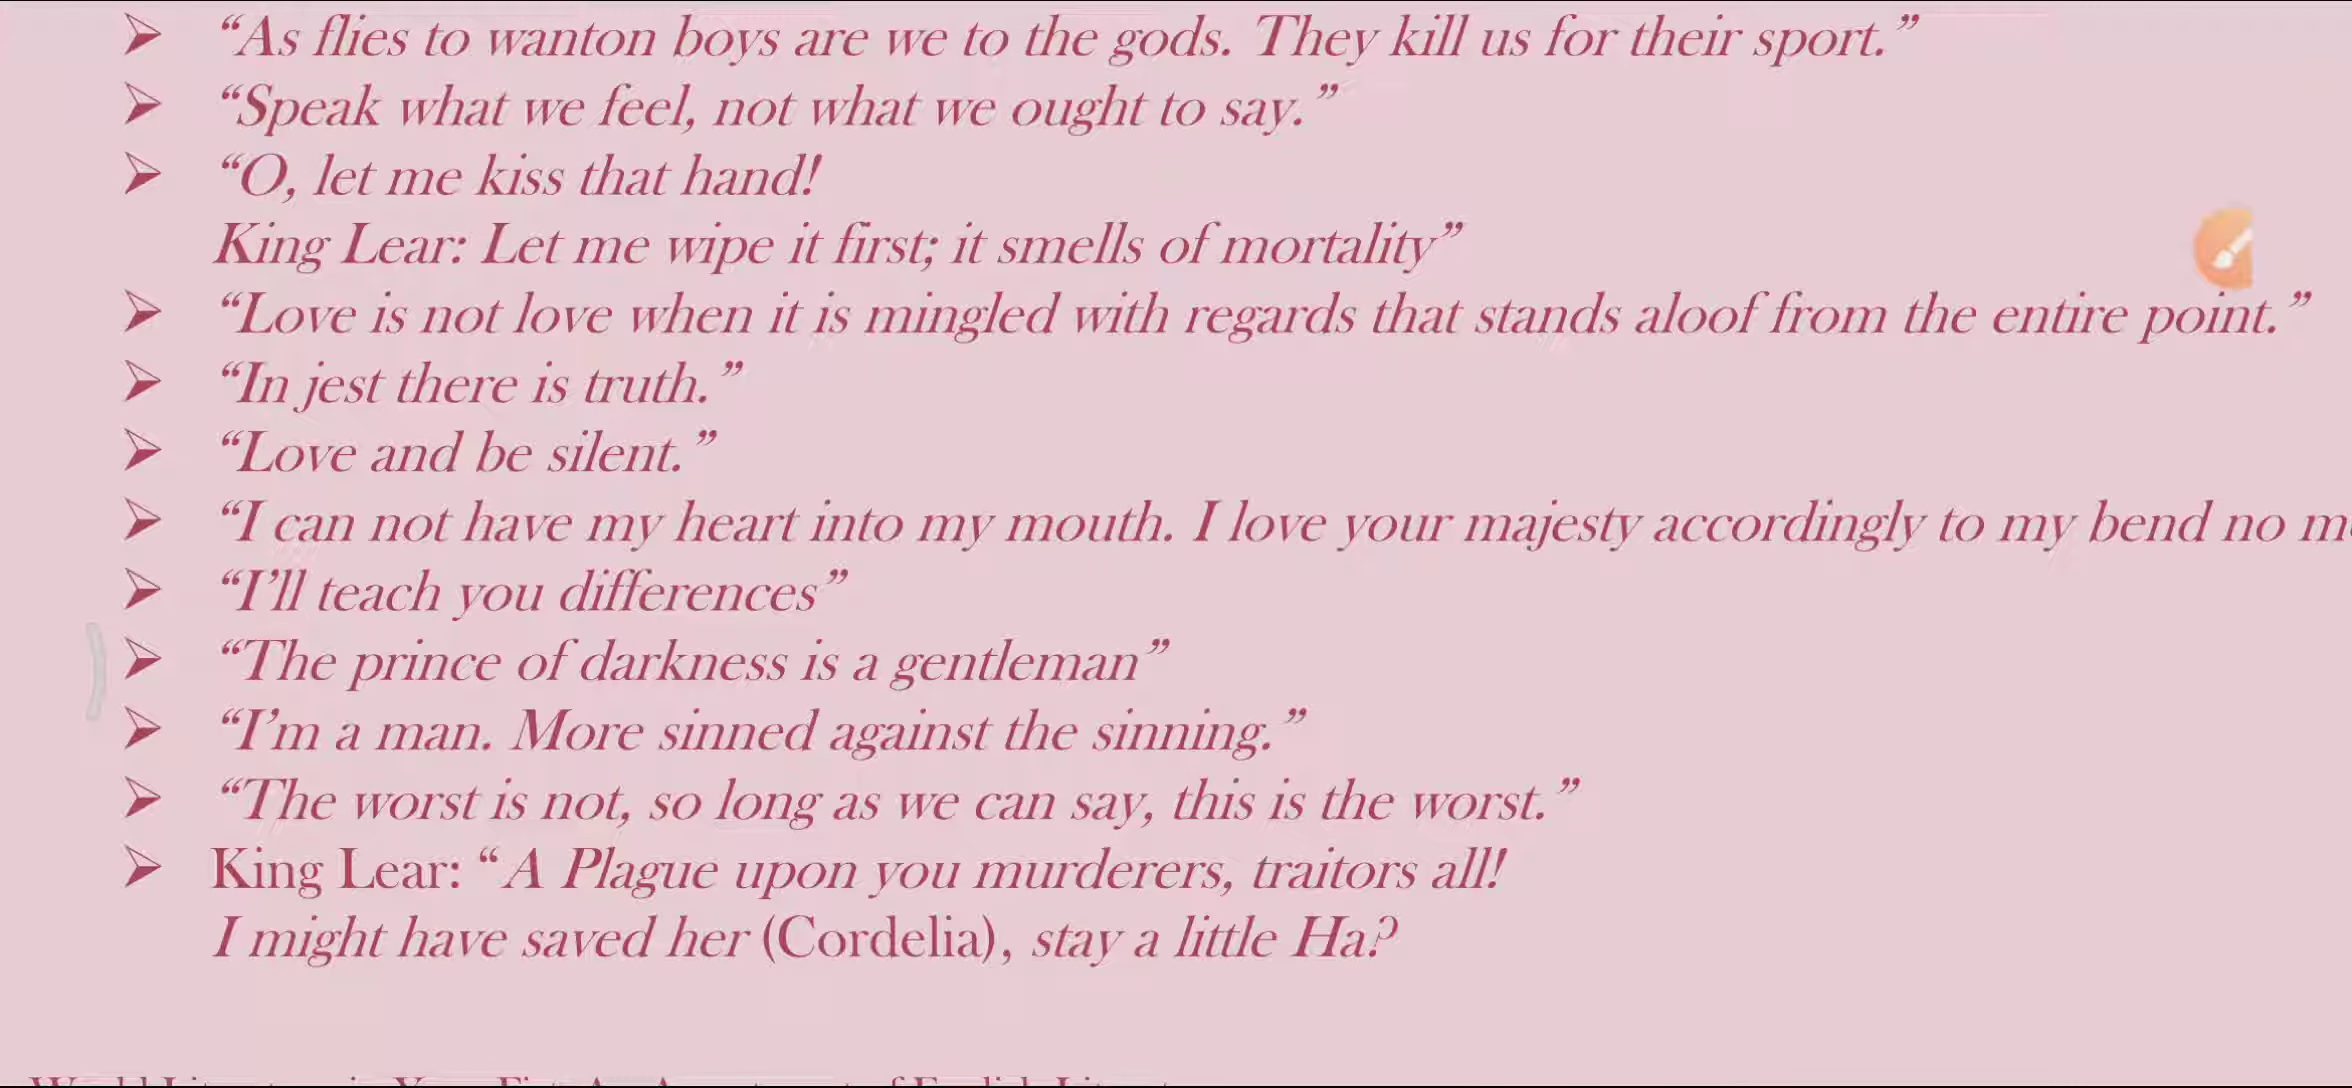 ➢ “As flies to wanton boys are we to the gods. They kill us for their sport.”
➢ “Speak what we feel, not what we ought to say.”
➢ “O, let me kiss that hand!
King Lear: Let me wipe it first; it smells of mortality”
➢ “Love is not love when it is mingled with regards that stands aloof from the entire point.”
➢ “In jest there is truth.”
➢ “Love and be silent.”
➢ “I can not have my heart into my mouth. I love your majesty accordingly to my bend no
➢ “I’ll teach you differences”
➢ “The prince of darkness is a gentleman”
➢ “I’m a man. More sinned against the sinning.”
➢ “The worst is not, so long as we can say, this is the worst.”
➢ King Lear: “ A Plague upon you murderers, traitors all!
I might have saved her (Cordelia), stay a little Ha?